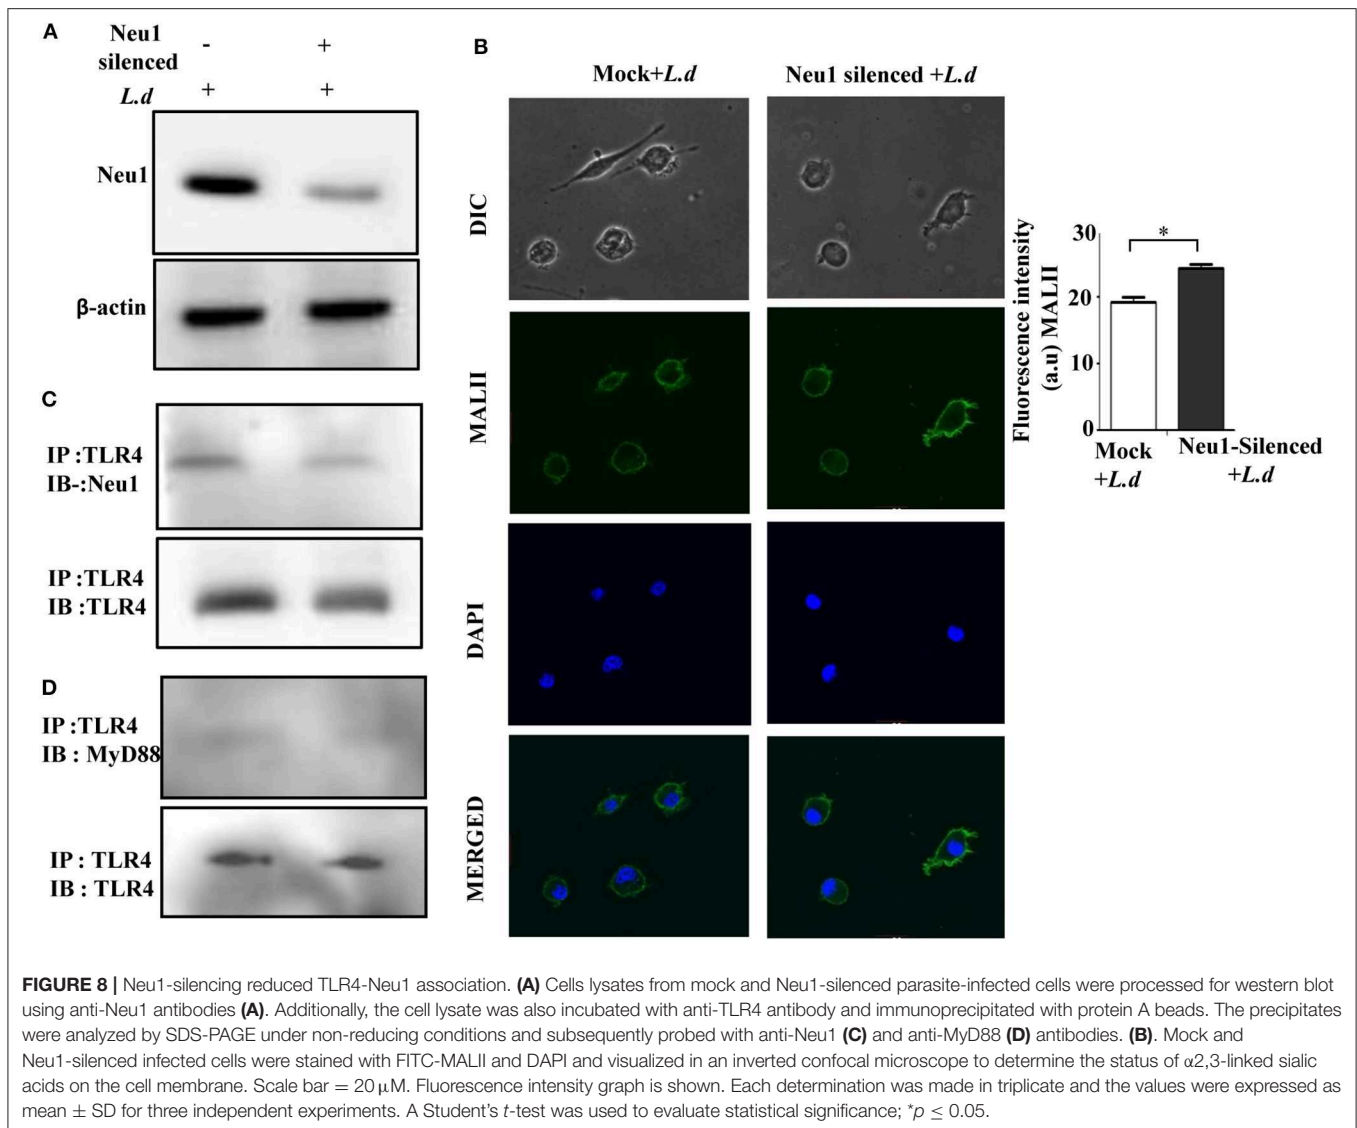 A
Neu1
silenced
- +
L.d
+ +
Neu1
β-actin
C
IP :TLR4
IB-:Neu1
IP :TLR4
IB :TLR4
D
IP :TLR4
IB : MyD88
IP : TLR4
IB : TLR4
B
Mock+L.d
Neu1 silenced +L.d
DIC
MALII
DAPI
MERGED
Fluorescence intensity
(a.u) MALII
30
20
10
0
*
Mock
+L.d
Neu1-Silenced
+L.d
FIGURE 8 | Neu1-silencing reduced TLR4-Neu1 association. (A) Cells lysates from mock and Neu1-silenced parasite-infected cells were processed for western blot
using anti-Neu1 antibodies (A). Additionally, the cell lysate was also incubated with anti-TLR4 antibody and immunoprecipitated with protein A beads. The precipitates
were analyzed by SDS-PAGE under non-reducing conditions and subsequently probed with anti-Neu1 (C) and anti-MyD88 (D) antibodies. (B). Mock and
Neu1-silenced infected cells were stained with FITC-MALII and DAPI and visualized in an inverted confocal microscope to determine the status of α2,3-linked sialic
acids on the cell membrane. Scale bar = 20 μM. Fluorescence intensity graph is shown. Each determination was made in triplicate and the values were expressed as
mean ± SD for three independent experiments. A Student's t-test was used to evaluate statistical significance; *p ≤ 0.05.